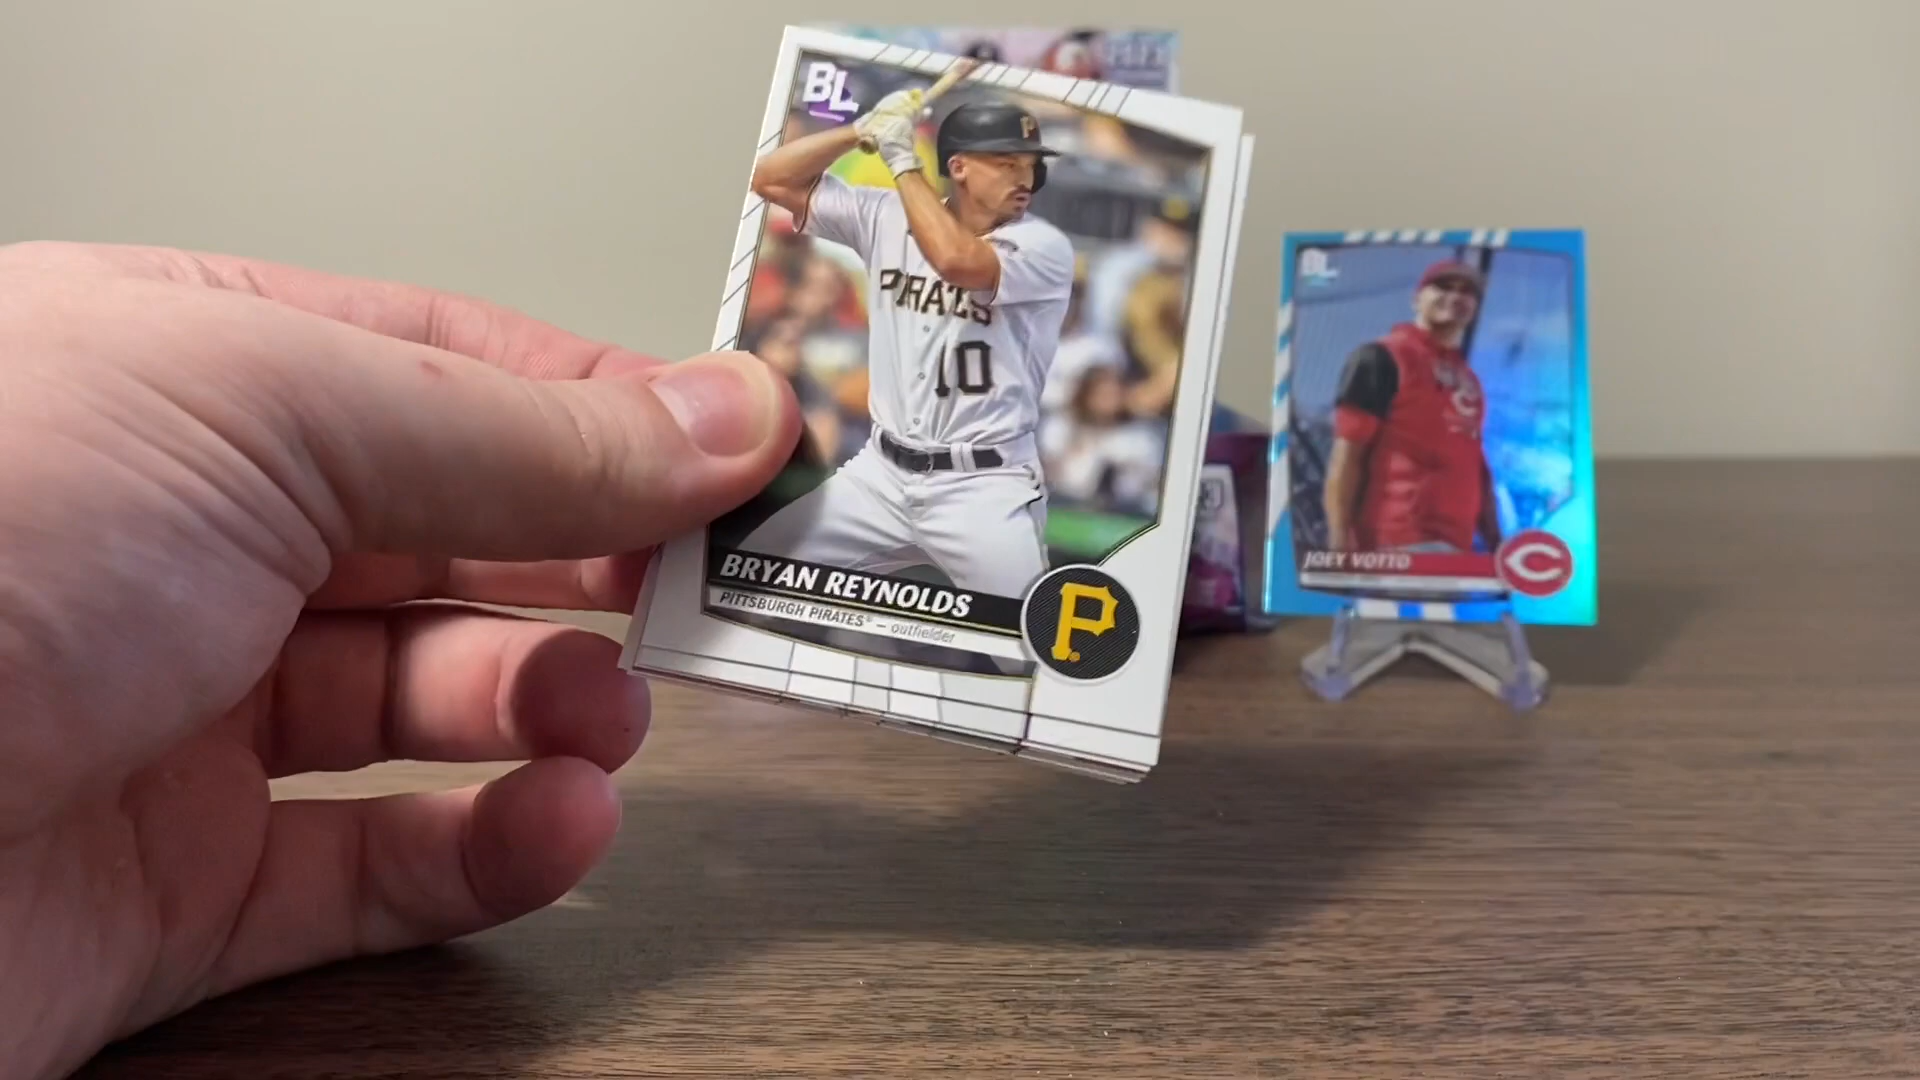 BL
P
PIRATES
10
BRYAN REYNOLDS
PITTSBURGH PIRATES® – outfielder
P
BL
C
JOEY VOTTO
C